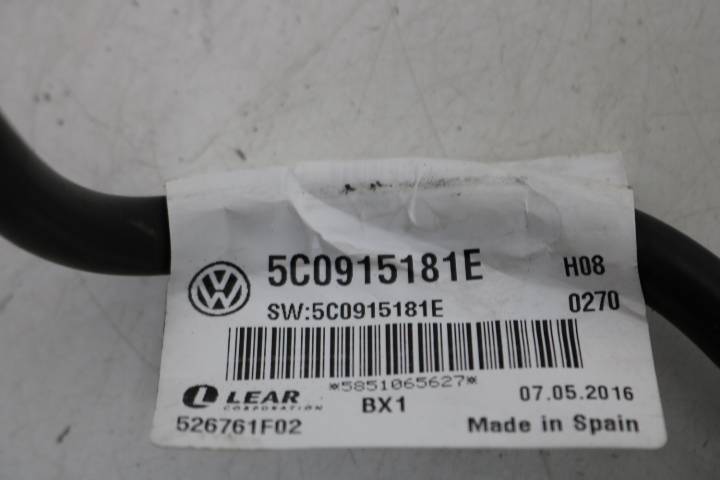 5C0915181E H08
SW:5C0915181E 0270
*5851065627*
LEAR 07.05.2016
CORPORATION BX1
526761F02 Made in Spain